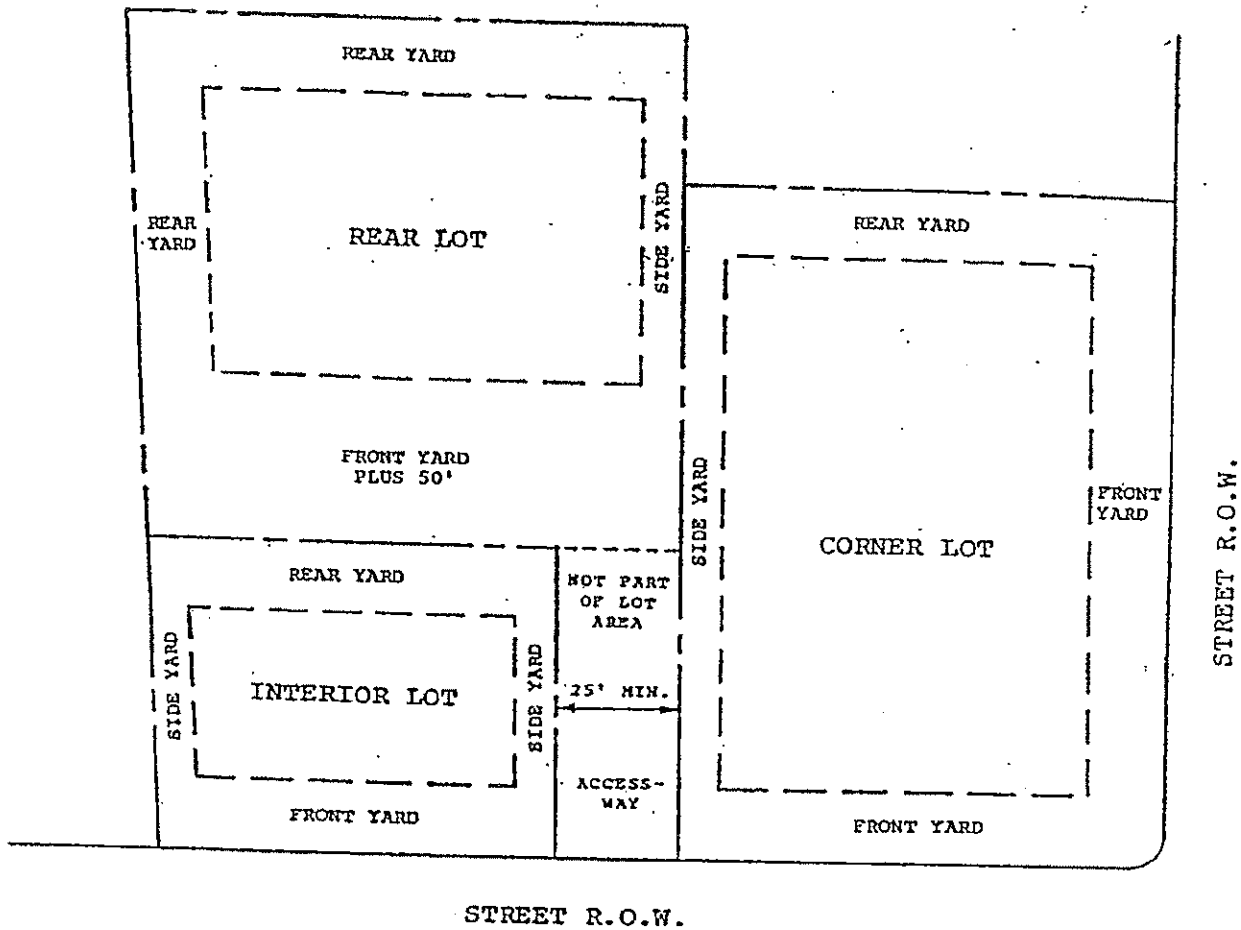 REAR YARD
REAR
YARD
REAR LOT
SIDE YARD
FRONT YARD
PLUS 50'
REAR YARD
SIDE YARD
CORNER LOT
FRONT
YARD
FRONT YARD
STREET R.O.W.
REAR YARD
SIDE YARD
INTERIOR LOT
SIDE YARD
FRONT YARD
NOT PART
OF LOT
AREA
25' MIN.
ACCESS-
WAY
STREET R.O.W.